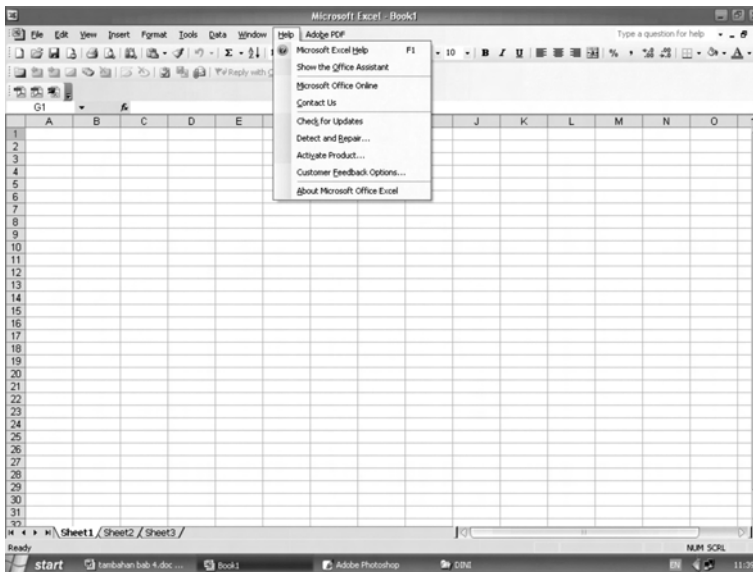 Microsoft Excel - Book1
File Edit View Insert Format Tools Data Window Help Adobe PDF Type a question for help
10 B I U % ,
Reply with
Microsoft Excel Help F1
Show the Office Assistant
Microsoft Office Online
Contact Us
Check for Updates
Detect and Repair...
Activate Product...
Customer Feedback Options...
About Microsoft Office Excel
G1 fx
A B C D E J K L M N O
1
2
3
4
5
6
7
8
9
10
11
12
13
14
15
16
17
18
19
20
21
22
23
24
25
26
27
28
29
30
31
32
Sheet1 / Sheet2 / Sheet3 /
Ready NUM SCRL
start tambahan bab 4.doc ... Book1 Adobe Photoshop DINI EN